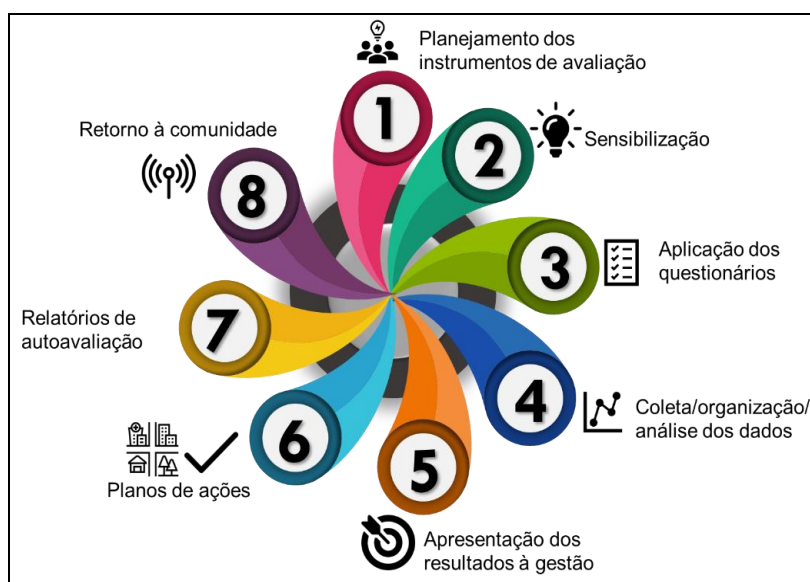 1
Planejamento dos
instrumentos de avaliação
2
Sensibilização
3
Aplicação dos
questionários
4
Coleta/organização/
análise dos dados
5
Apresentação dos
resultados à gestão
6
Planos de ações
7
Relatórios de
autoavaliação
8
Retorno à comunidade